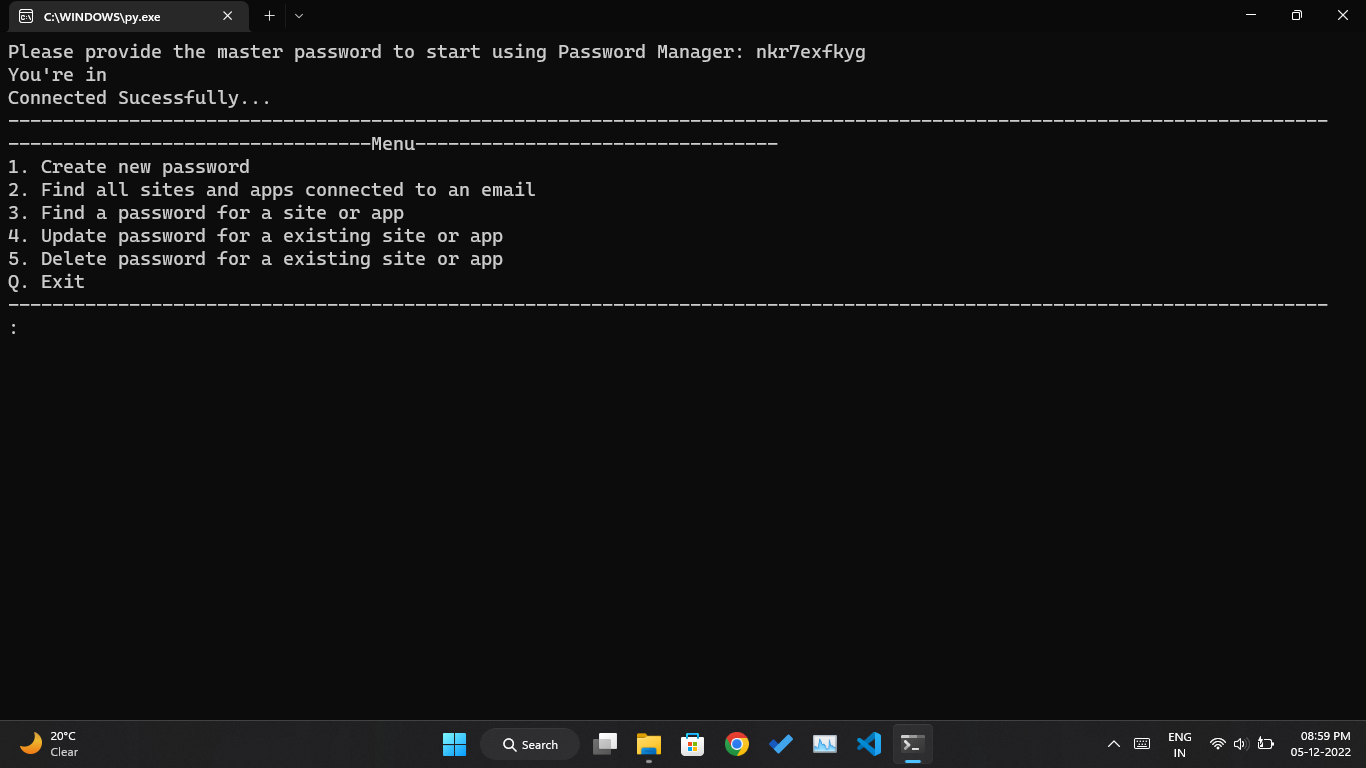 C:\WINDOWS\py.exe
Please provide the master password to start using Password Manager: nkr7exfkyg
You're in
Connected Sucessfully...
------------------------------------------------------------------------------------------------------------------------
---------------------------------Menu---------------------------------
1. Create new password
2. Find all sites and apps connected to an email
3. Find a password for a site or app
4. Update password for a existing site or app
5. Delete password for a existing site or app
Q. Exit
------------------------------------------------------------------------------------------------------------------------
:
20°C
Clear
Search
ENG
IN
08:59 PM
05-12-2022